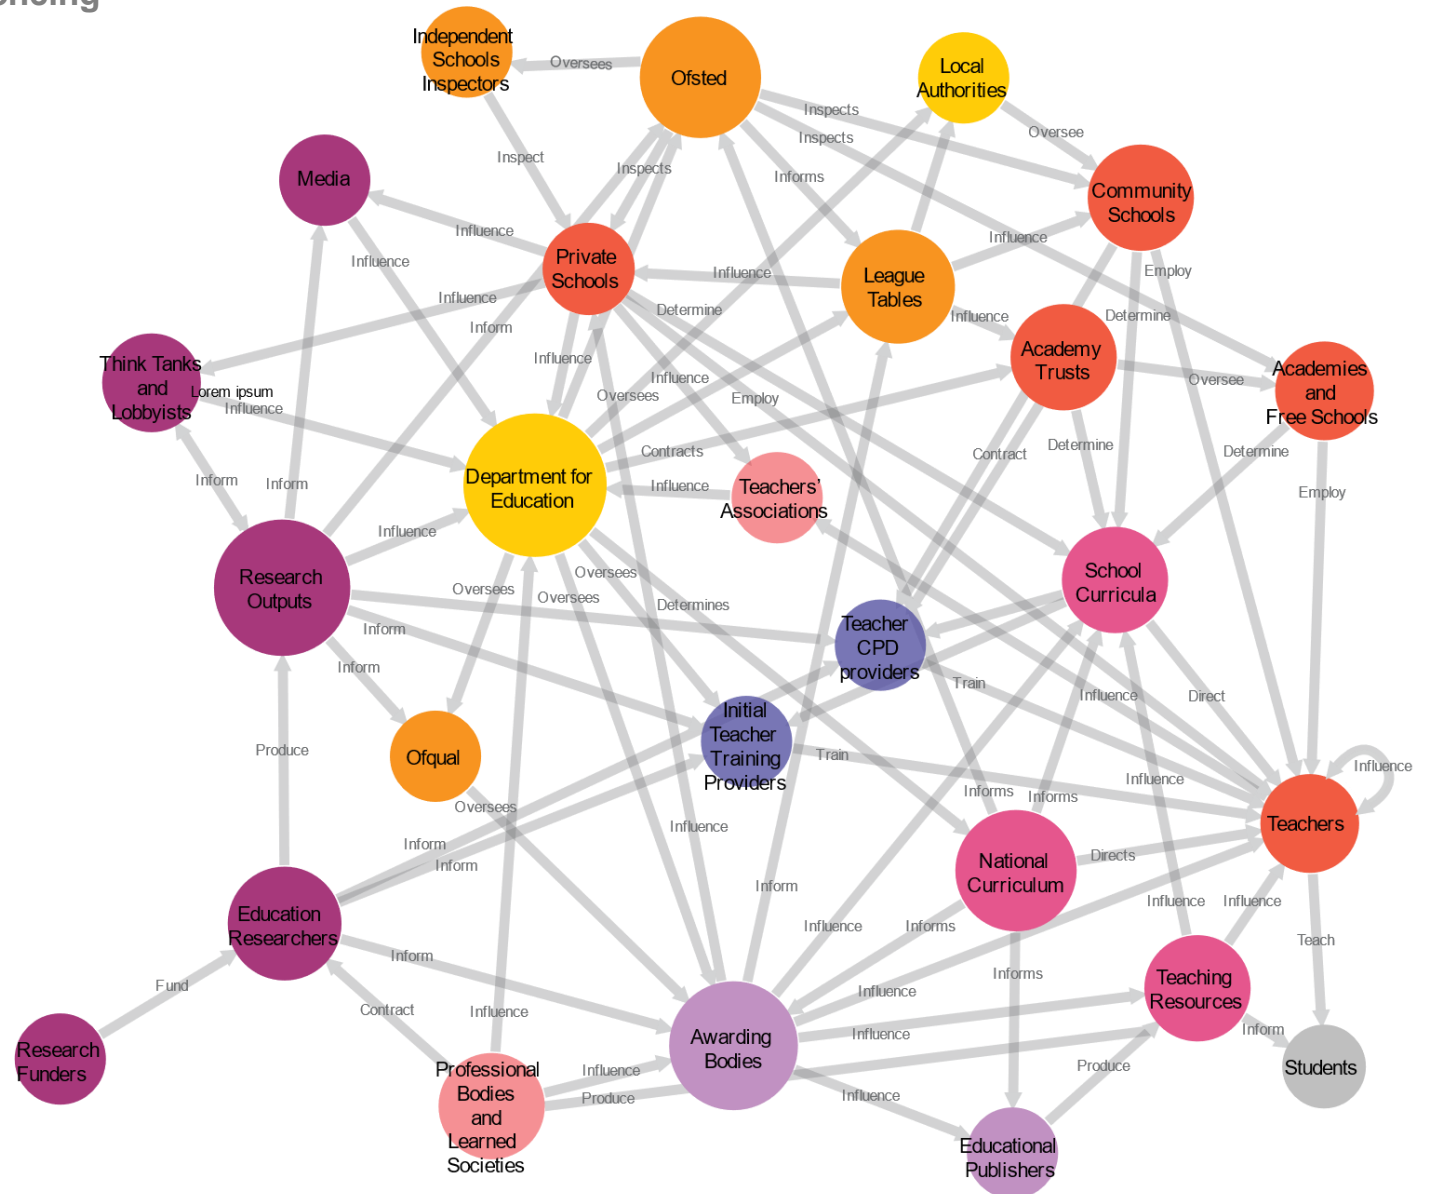 Independent
Schools
Inspectors
Oversees
Ofsted
Local
Authorities
Inspects
Inspects
Oversee
Inspect
Inspects
Informs
Media
Community
Schools
Influence
Influence
Influence
Private
Schools
Influence
League
Tables
Employ
Influence
Determine
Influence
Determine
Inform
Academy
Trusts
Oversee
Academies
and
Free Schools
Think Tanks
and
Lobbyists
Lorem ipsum
Influence
Influence
Influence
Oversees
Employ
Contracts
Determine
Contract
Determine
Inform
Inform
Department for
Education
Influence
Teachers’
Associations
Employ
Influence
Research
Outputs
Oversees
Oversees
Oversees
Determines
School
Curricula
Inform
Inform
Teacher
CPD
providers
Train
Influence
Direct
Produce
Ofqual
Initial
Teacher
Training
Providers
Train
Influence
Influence
Oversees
Informs
Informs
Teachers
Influence
Inform
Inform
Directs
National
Curriculum
Inform
Education
Researchers
Influence
Informs
Influence
Influence
Inform
Teach
Fund
Contract
Influence
Informs
Influence
Teaching
Resources
Research
Funders
Awarding
Bodies
Influence
Inform
Students
Professional
Bodies
and
Learned
Societies
Influence
Produce
Influence
Produce
Educational
Publishers